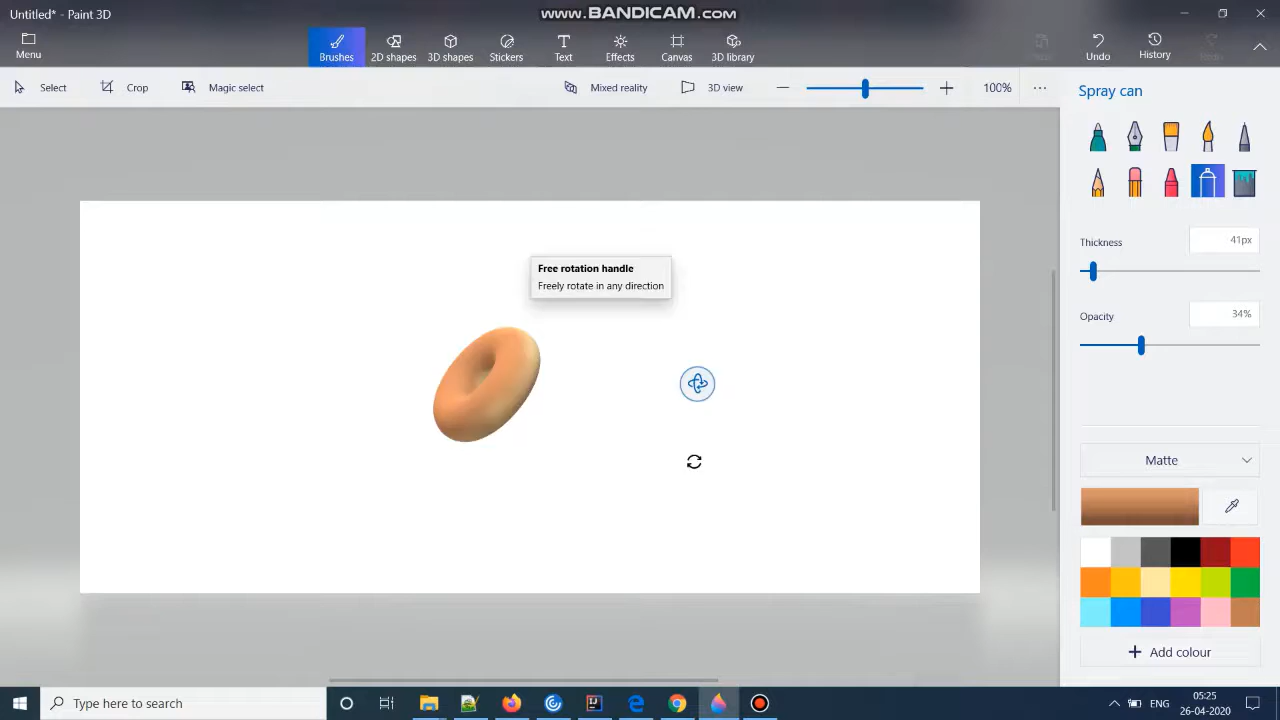 Untitled* - Paint 3D
www.BANDICAM.com
Menu
Brushes
2D shapes
3D shapes
Stickers
Text
Effects
Canvas
3D library
Undo
History
Select
Crop
Magic select
Mixed reality
3D view
100%
Spray can
Thickness
41px
Opacity
34%
Free rotation handle
Freely rotate in any direction
Matte
Add colour
Type here to search
ENG
05:25
26-04-2020